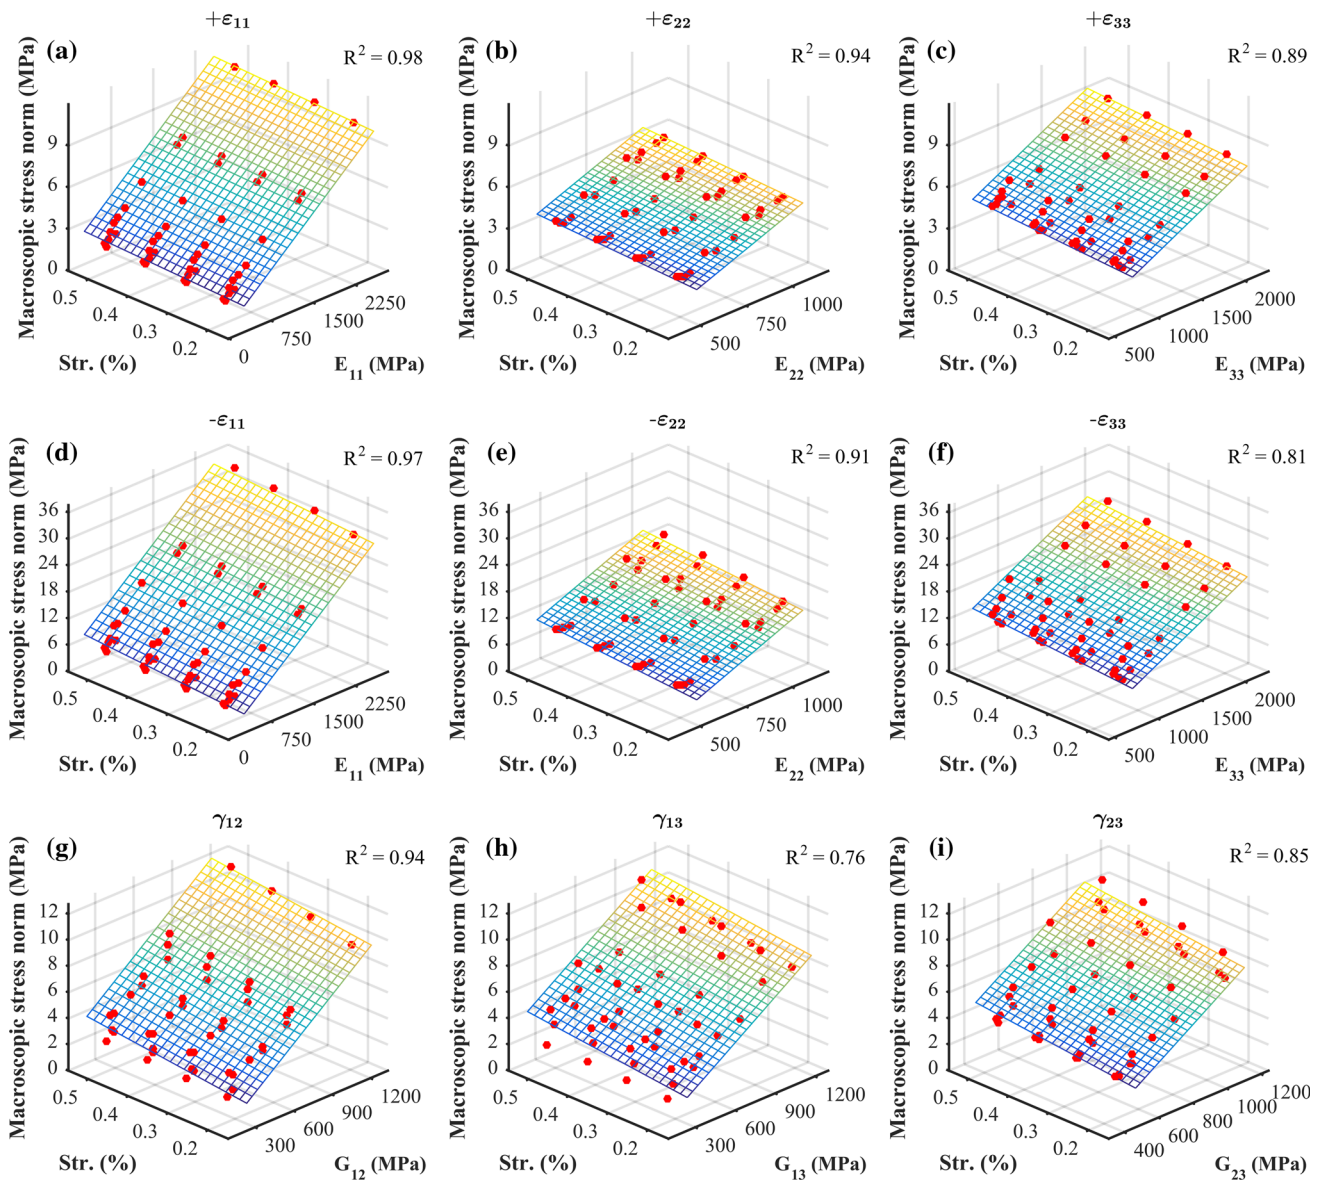 +ε₁₁
(a)
R² = 0.98
Macroscopic stress norm (MPa)
9
6
3
0
0.5
0.4
0.3
0.2
Str. (%)
0
750
1500
2250
E₁₁ (MPa)
+ε₂₂
(b)
R² = 0.94
Macroscopic stress norm (MPa)
9
6
3
0
0.5
0.4
0.3
0.2
Str. (%)
500
750
1000
E₂₂ (MPa)
+ε₃₃
(c)
R² = 0.89
Macroscopic stress norm (MPa)
9
6
3
0
0.5
0.4
0.3
0.2
Str. (%)
500
1000
1500
2000
E₃₃ (MPa)
-ε₁₁
(d)
R² = 0.97
Macroscopic stress norm (MPa)
36
30
24
18
12
6
0
0.5
0.4
0.3
0.2
Str. (%)
0
750
1500
2250
E₁₁ (MPa)
-ε₂₂
(e)
R² = 0.91
Macroscopic stress norm (MPa)
36
30
24
18
12
6
0
0.5
0.4
0.3
0.2
Str. (%)
500
750
1000
E₂₂ (MPa)
-ε₃₃
(f)
R² = 0.81
Macroscopic stress norm (MPa)
36
30
24
18
12
6
0
0.5
0.4
0.3
0.2
Str. (%)
500
1000
1500
2000
E₃₃ (MPa)
γ₁₂
(g)
R² = 0.94
Macroscopic stress norm (MPa)
12
10
8
6
4
2
0
0.5
0.4
0.3
0.2
Str. (%)
300
600
900
1200
G₁₂ (MPa)
γ₁₃
(h)
R² = 0.76
Macroscopic stress norm (MPa)
12
10
8
6
4
2
0
0.5
0.4
0.3
0.2
Str. (%)
300
600
900
1200
G₁₃ (MPa)
γ₂₃
(i)
R² = 0.85
Macroscopic stress norm (MPa)
12
10
8
6
4
2
0
0.5
0.4
0.3
0.2
Str. (%)
400
600
800
1000
1200
G₂₃ (MPa)